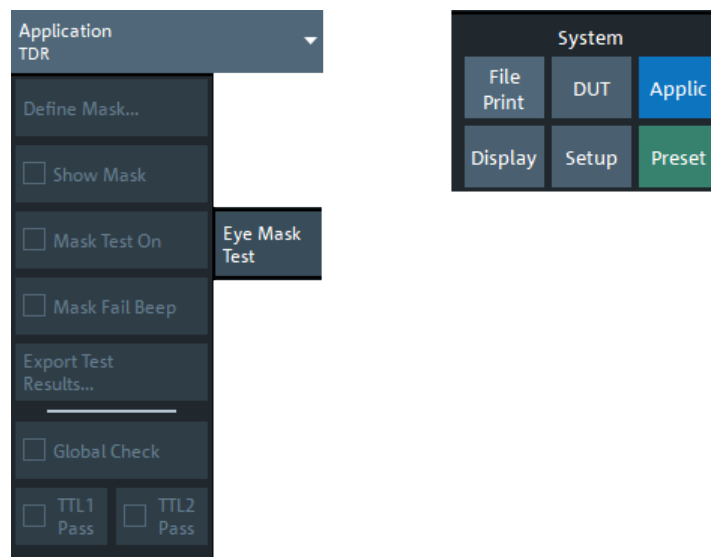 Application
TDR
Define Mask...
Show Mask
Mask Test On
Mask Fail Beep
Export Test
Results...
Global Check
TTL1
Pass
TTL2
Pass
Eye Mask
Test
System
File
Print
DUT
Applic
Display
Setup
Preset